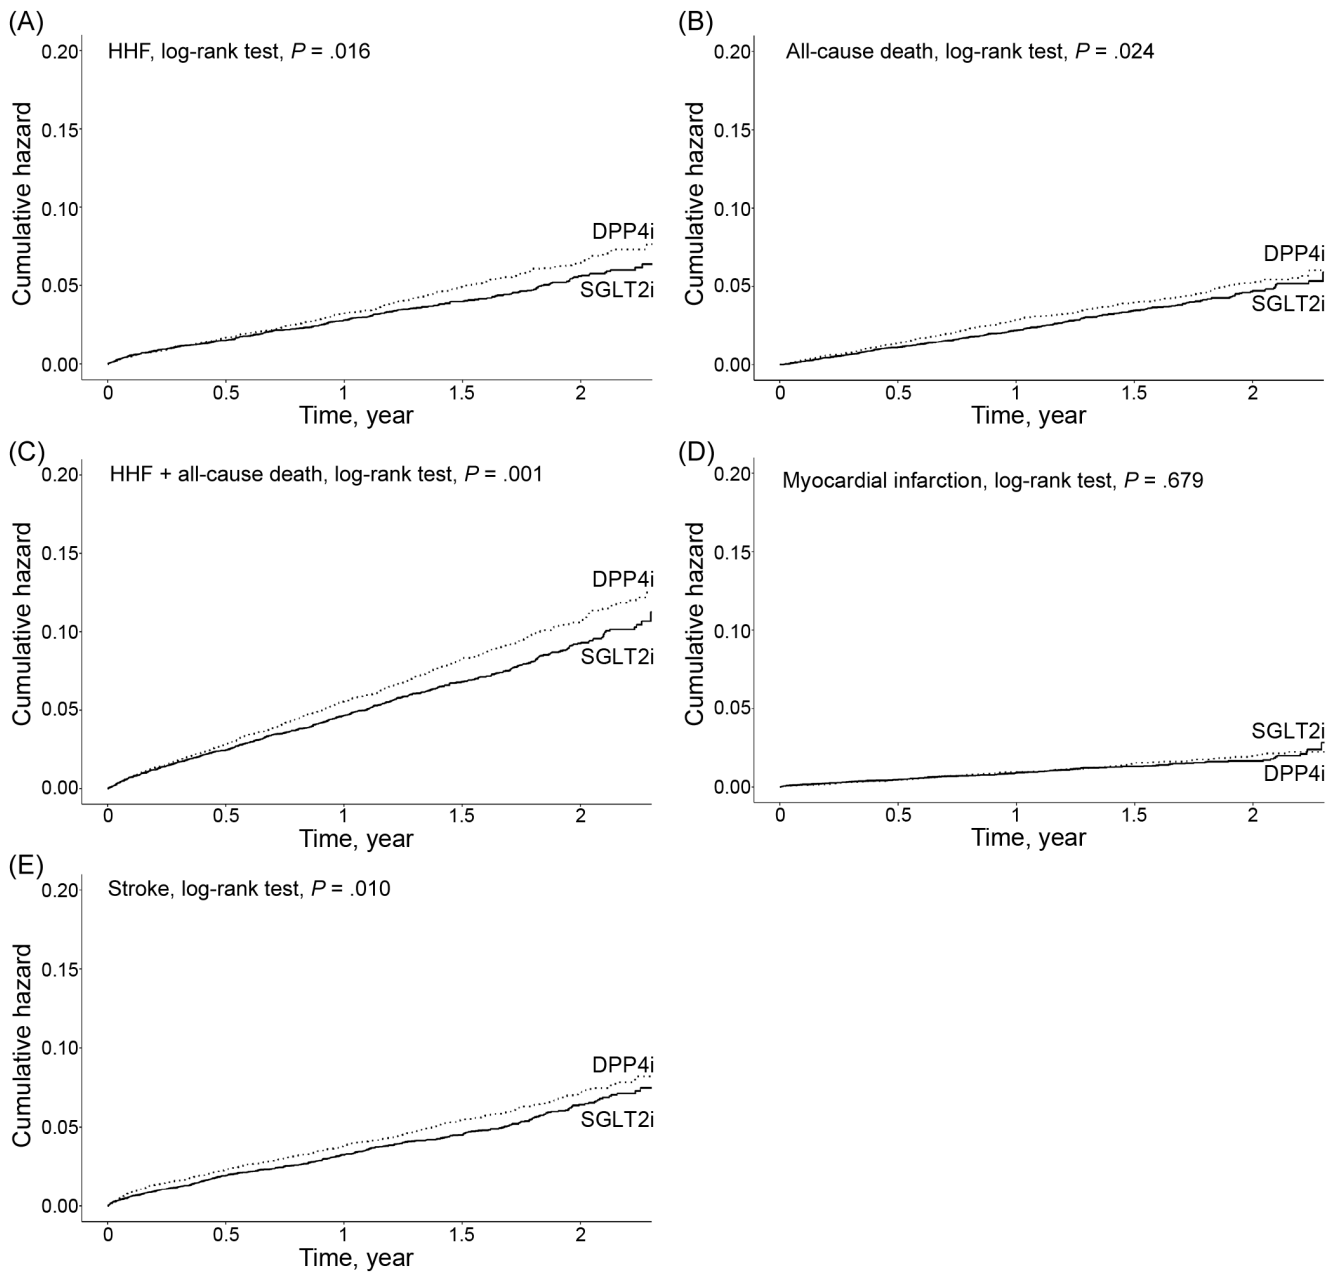 (A)
HHF, log-rank test, P = .016
Cumulative hazard
0.20
0.15
0.10
0.05
0.00
DPP4i
SGLT2i
0 0.5 1 1.5 2
Time, year
(B)
All-cause death, log-rank test, P = .024
Cumulative hazard
0.20
0.15
0.10
0.05
0.00
DPP4i
SGLT2i
0 0.5 1 1.5 2
Time, year
(C)
HHF + all-cause death, log-rank test, P = .001
Cumulative hazard
0.20
0.15
0.10
0.05
0.00
DPP4i
SGLT2i
0 0.5 1 1.5 2
Time, year
(D)
Myocardial infarction, log-rank test, P = .679
Cumulative hazard
0.20
0.15
0.10
0.05
0.00
SGLT2i
DPP4i
0 0.5 1 1.5 2
Time, year
(E)
Stroke, log-rank test, P = .010
Cumulative hazard
0.20
0.15
0.10
0.05
0.00
DPP4i
SGLT2i
0 0.5 1 1.5 2
Time, year